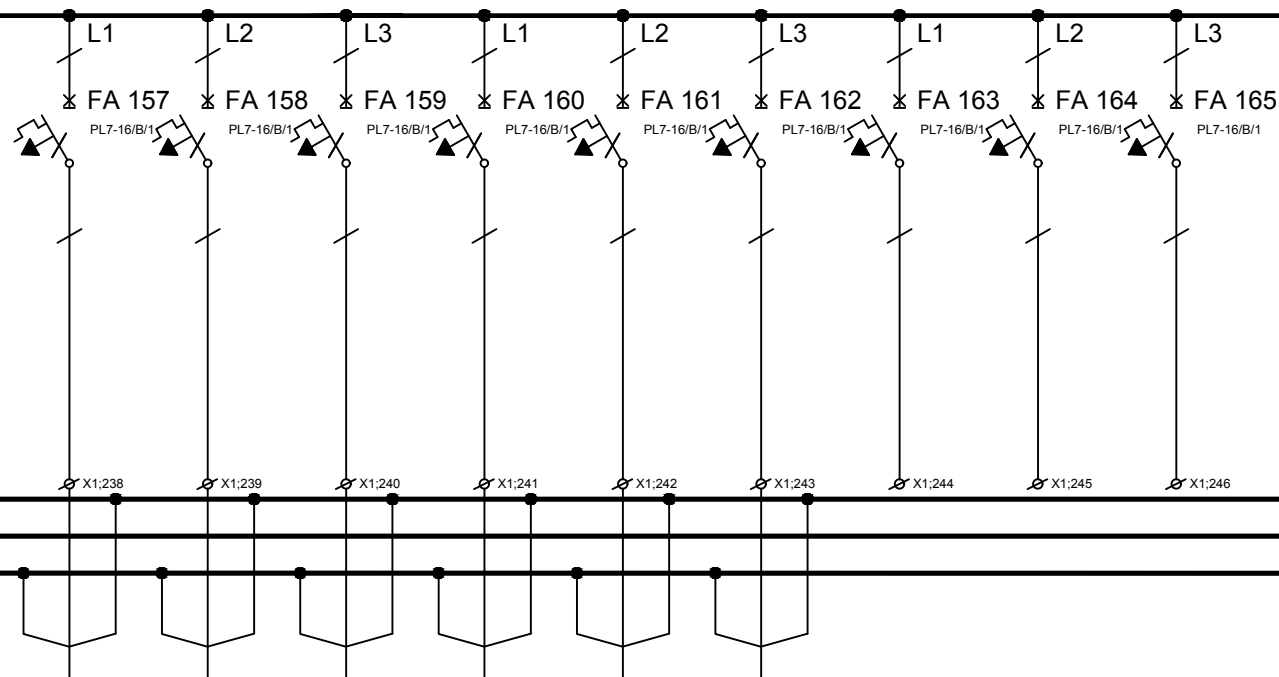 L1 L2 L3 L1 L2 L3 L1 L2 L3
FA 157 FA 158 FA 159 FA 160 FA 161 FA 162 FA 163 FA 164 FA 165
PL7-16/B/1 PL7-16/B/1 PL7-16/B/1 PL7-16/B/1 PL7-16/B/1 PL7-16/B/1 PL7-16/B/1 PL7-16/B/1 PL7-16/B/1
X1;238 X1;239 X1;240 X1;241 X1;242 X1;243 X1;244 X1;245 X1;246